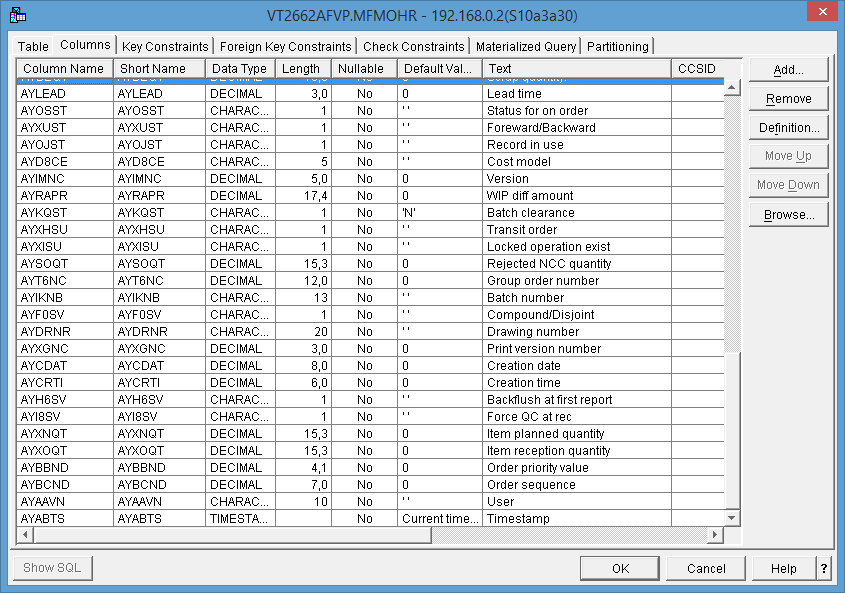 VT2662AFVP.MFMOHR - 192.168.0.2(S10a3a30)
Table Columns Key Constraints Foreign Key Constraints Check Constraints Materialized Query Partitioning
Column Name Short Name Data Type Length Nullable Default Val... Text CCSID
AYLEAD AYLEAD DECIMAL 3,0 No 0 Lead time
AYOSST AYOSST CHARAC... 1 No ' ' Status for on order
AYXUST AYXUST CHARAC... 1 No ' ' Foreward/Backward
AYOJST AYOJST CHARAC... 1 No ' ' Record in use
AYD8CE AYD8CE CHARAC... 5 No ' ' Cost model
AYIMNC AYIMNC DECIMAL 5,0 No 0 Version
AYRAPR AYRAPR DECIMAL 17,4 No 0 WIP diff amount
AYKQST AYKQST CHARAC... 1 No 'N' Batch clearance
AYXHSU AYXHSU CHARAC... 1 No ' ' Transit order
AYXISU AYXISU CHARAC... 1 No ' ' Locked operation exist
AYSOQT AYSOQT DECIMAL 15,3 No 0 Rejected NCC quantity
AYT6NC AYT6NC DECIMAL 12,0 No 0 Group order number
AYIKNB AYIKNB CHARAC... 13 No ' ' Batch number
AYF0SV AYF0SV CHARAC... 1 No ' ' Compound/Disjoint
AYDRNR AYDRNR CHARAC... 20 No ' ' Drawing number
AYXGNC AYXGNC DECIMAL 3,0 No 0 Print version number
AYCDAT AYCDAT DECIMAL 8,0 No 0 Creation date
AYCRTI AYCRTI DECIMAL 6,0 No 0 Creation time
AYH6SV AYH6SV CHARAC... 1 No ' ' Backflush at first report
AYI8SV AYI8SV CHARAC... 1 No ' ' Force QC at rec
AYXNQT AYXNQT DECIMAL 15,3 No 0 Item planned quantity
AYXOQT AYXOQT DECIMAL 15,3 No 0 Item reception quantity
AYBBND AYBBND DECIMAL 4,1 No 0 Order priority value
AYBCND AYBCND DECIMAL 7,0 No 0 Order sequence
AYAAVN AYAAVN CHARAC... 10 No ' ' User
AYABTS AYABTS TIMESTA... No Current time... Timestamp
Add...
Remove
Definition...
Move Up
Move Down
Browse...
Show SQL OK Cancel Help ?